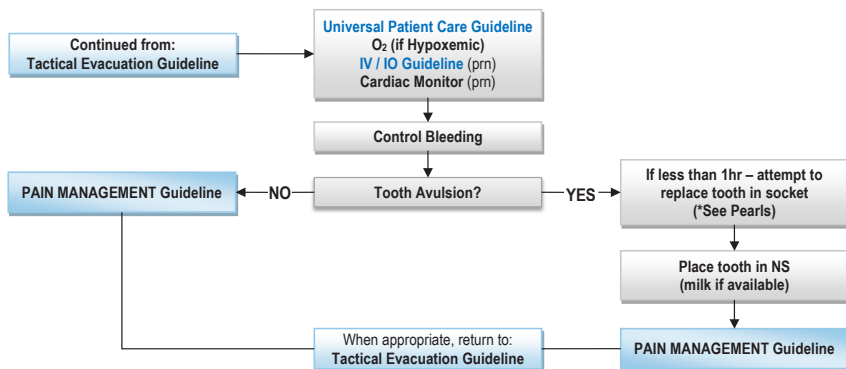 Continued from:
Tactical Evacuation Guideline
Universal Patient Care Guideline
O₂ (if Hypoxemic)
IV / IO Guideline (prn)
Cardiac Monitor (prn)
Control Bleeding
Tooth Avulsion?
NO
PAIN MANAGEMENT Guideline
YES
If less than 1hr – attempt to
replace tooth in socket
(*See Pearls)
Place tooth in NS
(milk if available)
PAIN MANAGEMENT Guideline
When appropriate, return to:
Tactical Evacuation Guideline